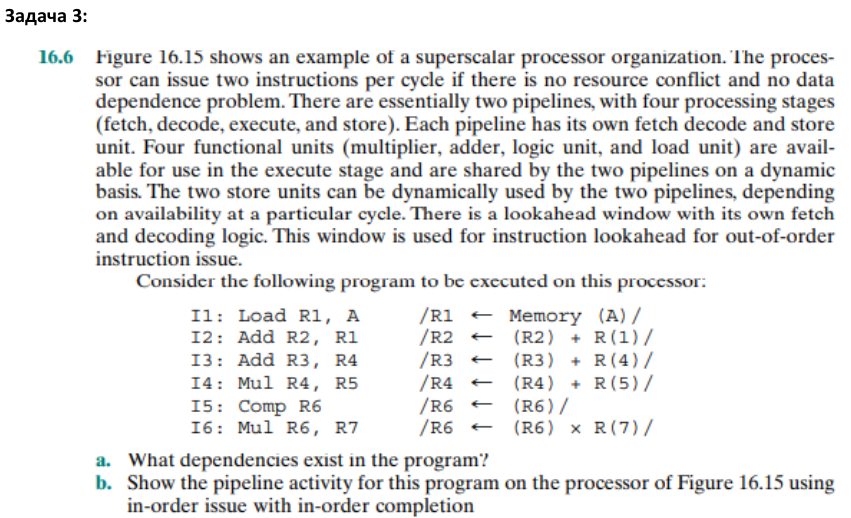 Задача 3:
16.6 Figure 16.15 shows an example of a superscalar processor organization. The proces-
sor can issue two instructions per cycle if there is no resource conflict and no data
dependence problem. There are essentially two pipelines, with four processing stages
(fetch, decode, execute, and store). Each pipeline has its own fetch decode and store
unit. Four functional units (multiplier, adder, logic unit, and load unit) are avail-
able for use in the execute stage and are shared by the two pipelines on a dynamic
basis. The two store units can be dynamically used by the two pipelines, depending
on availability at a particular cycle. There is a lookahead window with its own fetch
and decoding logic. This window is used for instruction lookahead for out-of-order
instruction issue.
Consider the following program to be executed on this processor:
I1: Load R1, A /R1 ← Memory (A)/
I2: Add R2, R1 /R2 ← (R2) + R(1)/
I3: Add R3, R4 /R3 ← (R3) + R(4)/
I4: Mul R4, R5 /R4 ← (R4) + R(5)/
I5: Comp R6 /R6 ← (R6)/
I6: Mul R6, R7 /R6 ← (R6) × R(7)/
a. What dependencies exist in the program?
b. Show the pipeline activity for this program on the processor of Figure 16.15 using
in-order issue with in-order completion